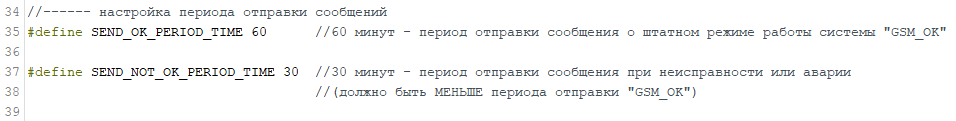 34 //------ настройка периода отправки сообщений
35 #define SEND_OK_PERIOD_TIME 60 //60 минут - период отправки сообщения о штатном режиме работы системы "GSM_OK"
36
37 #define SEND_NOT_OK_PERIOD_TIME 30 //30 минут - период отправки сообщения при неисправности или аварии
38 //(должно быть МЕНЬШЕ периода отправки "GSM_OK")
39